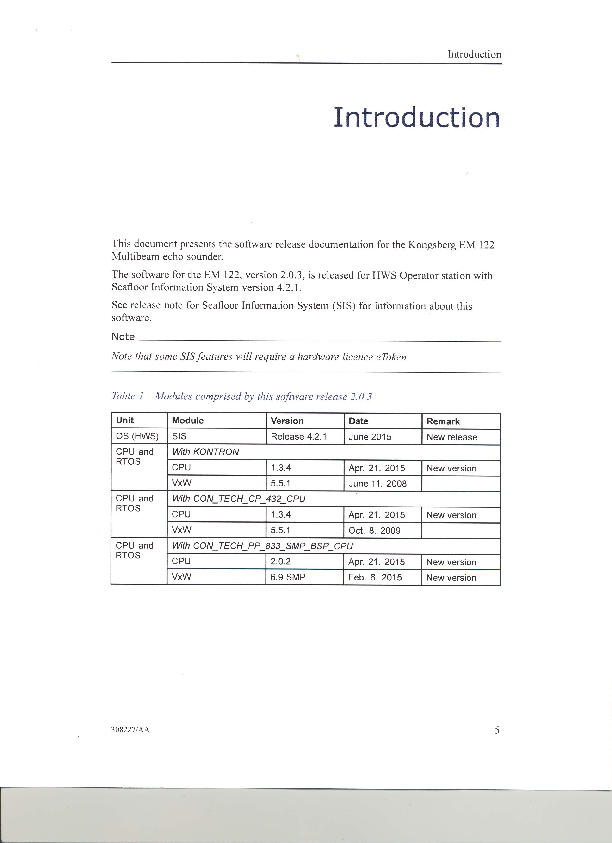 Introduction
Introduction
This document presents the software release documentation for the Kongsberg EM 122
Multibeam echo sounder.
The software for the EM 122, version 2.0.3, is released for HWS Operator station with
Seafloor Information System version 4.2.1.
See release note for Seafloor Information System (SIS) for information about this
software.
Note
Note that some SIS features will require a hardware licence eToken
Table 1 Modules comprised by this software release 2.0.3
Unit Module Version Date Remark
OS (HWS) SIS Release 4.2.1 June 2015 New release
CPU and RTOS With KONTRON
CPU 1.3.4 Apr. 21. 2015 New version
VxW 5.5.1 June 11. 2008
CPU and RTOS With CON_TECH_CP_432_CPU
CPU 1.3.4 Apr. 21. 2015 New version
VxW 5.5.1 Oct. 8. 2009
CPU and RTOS With CON_TECH_PP_833_SMP_BSP_CPU
CPU 2.0.2 Apr. 21. 2015 New version
VxW 6.9 SMP Feb. 6. 2015 New version
308227/AA 5